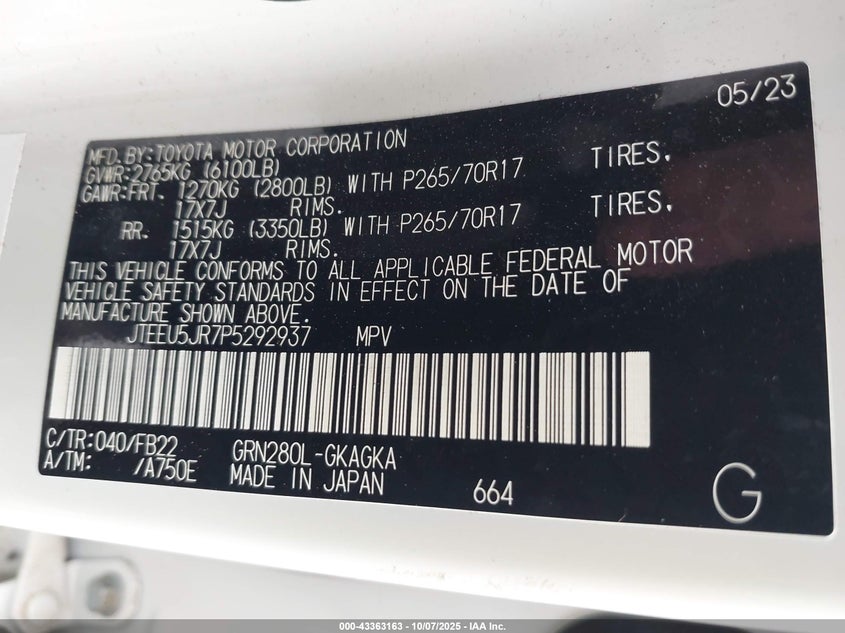 05/23
MFD. BY: TOYOTA MOTOR CORPORATION
GVWR: 2765KG (6100LB)
GAWR: FRT. 1270KG (2800LB) WITH P265/70R17 TIRES,
17X7J RIMS.
RR. 1515KG (3350LB) WITH P265/70R17 TIRES,
17X7J RIMS.
THIS VEHICLE CONFORMS TO ALL APPLICABLE FEDERAL MOTOR
VEHICLE SAFETY STANDARDS IN EFFECT ON THE DATE OF
MANUFACTURE SHOWN ABOVE.
JTEEU5JR7P5292937 MPV
C/TR: 040/FB22 GRN280L-GKAGKA
A/TM: /A750E MADE IN JAPAN 664 G
000-43363163 - 10/07/2025 - IAA Inc.